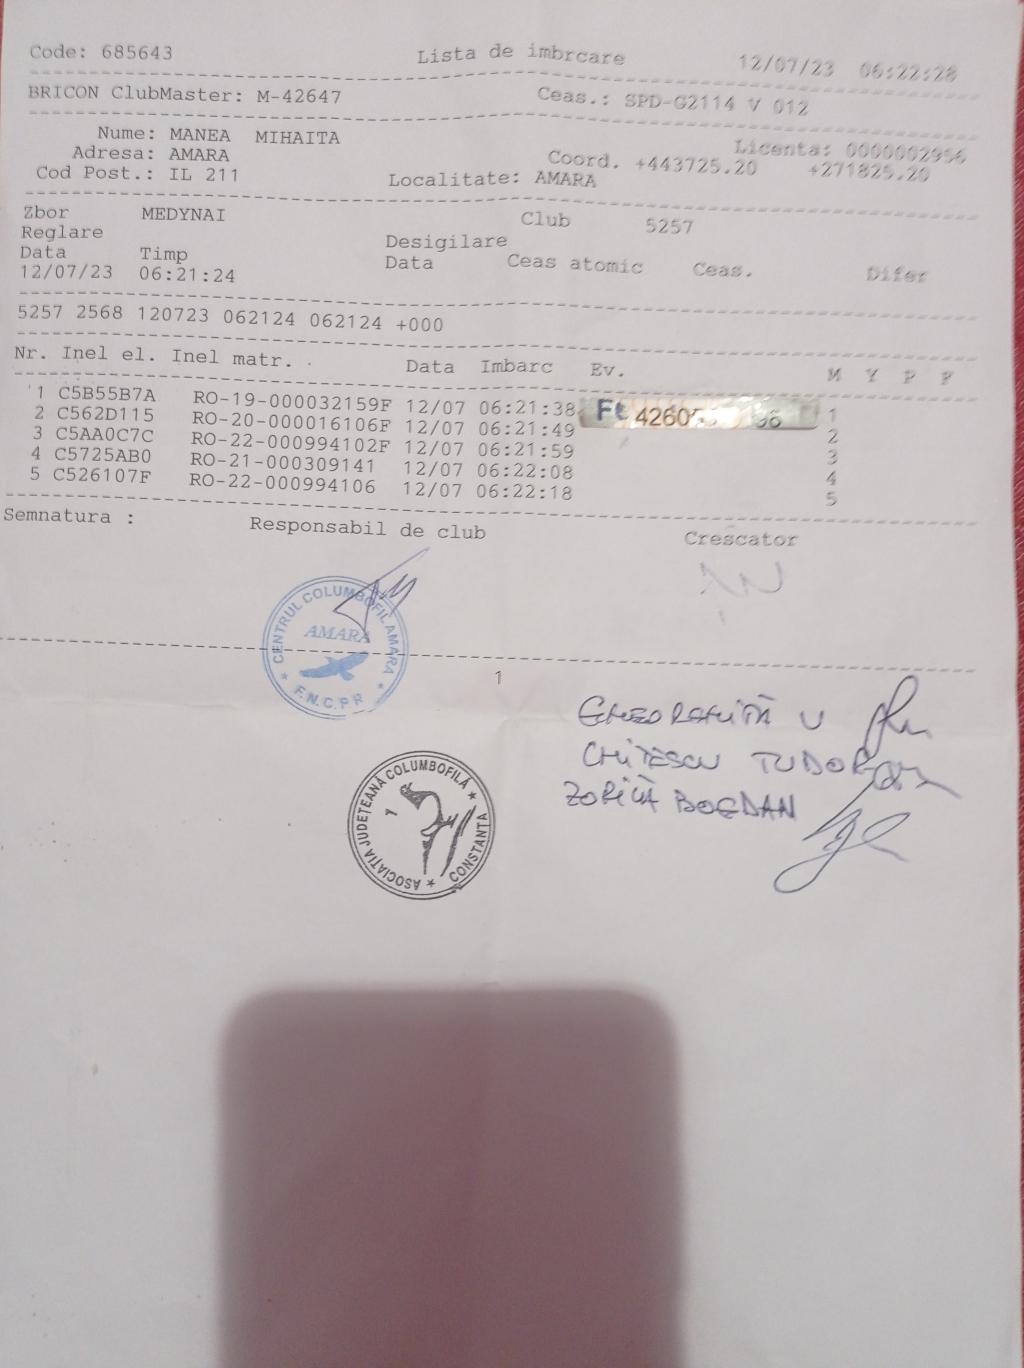 Code: 685643 Lista de imbrcare 12/07/23 06:22:28
BRICON ClubMaster: M-42647 Ceas.: SPD-G2114 V 012
Nume: MANEA MIHAITA Licenta: 0000002956
Adresa: AMARA Coord. +443725.20 +271825.20
Cod Post.: IL 211 Localitate: AMARA
Zbor MEDYNAI Club 5257
Reglare Desigilare
Data Timp Data Ceas atomic Ceas. Difer
12/07/23 06:21:24
5257 2568 120723 062124 062124 +000
Nr. Inel el. Inel matr. Data Imbarc Ev. M Y P F
1 C5B55B7A RO-19-000032159F 12/07 06:21:38 1
2 C562D115 RO-20-000016106F 12/07 06:21:49 2
3 C5AA0C7C RO-22-000994102F 12/07 06:21:59 3
4 C5725AB0 RO-21-000309141 12/07 06:22:08 4
5 C526107F RO-22-000994106 12/07 06:22:18 5
Semnatura : Responsabil de club Crescator
CENTRUL COLUMBOFIL AMARA
AMARA
F.N.C.P.R
1
GHEORGHITĂ V
CHITESCU TUDOR
ZORILĂ BOGDAN
ASOCIAȚIA JUDEȚEANĂ COLUMBOFILĂ
CONSTANȚA